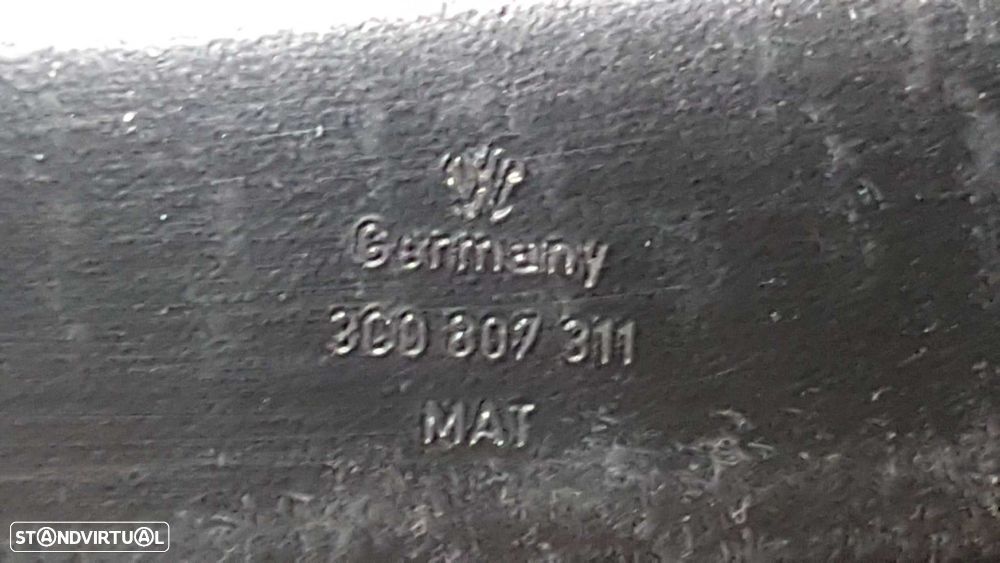 Germany
3C0 807 311
MAT
STANDVIRTUAL